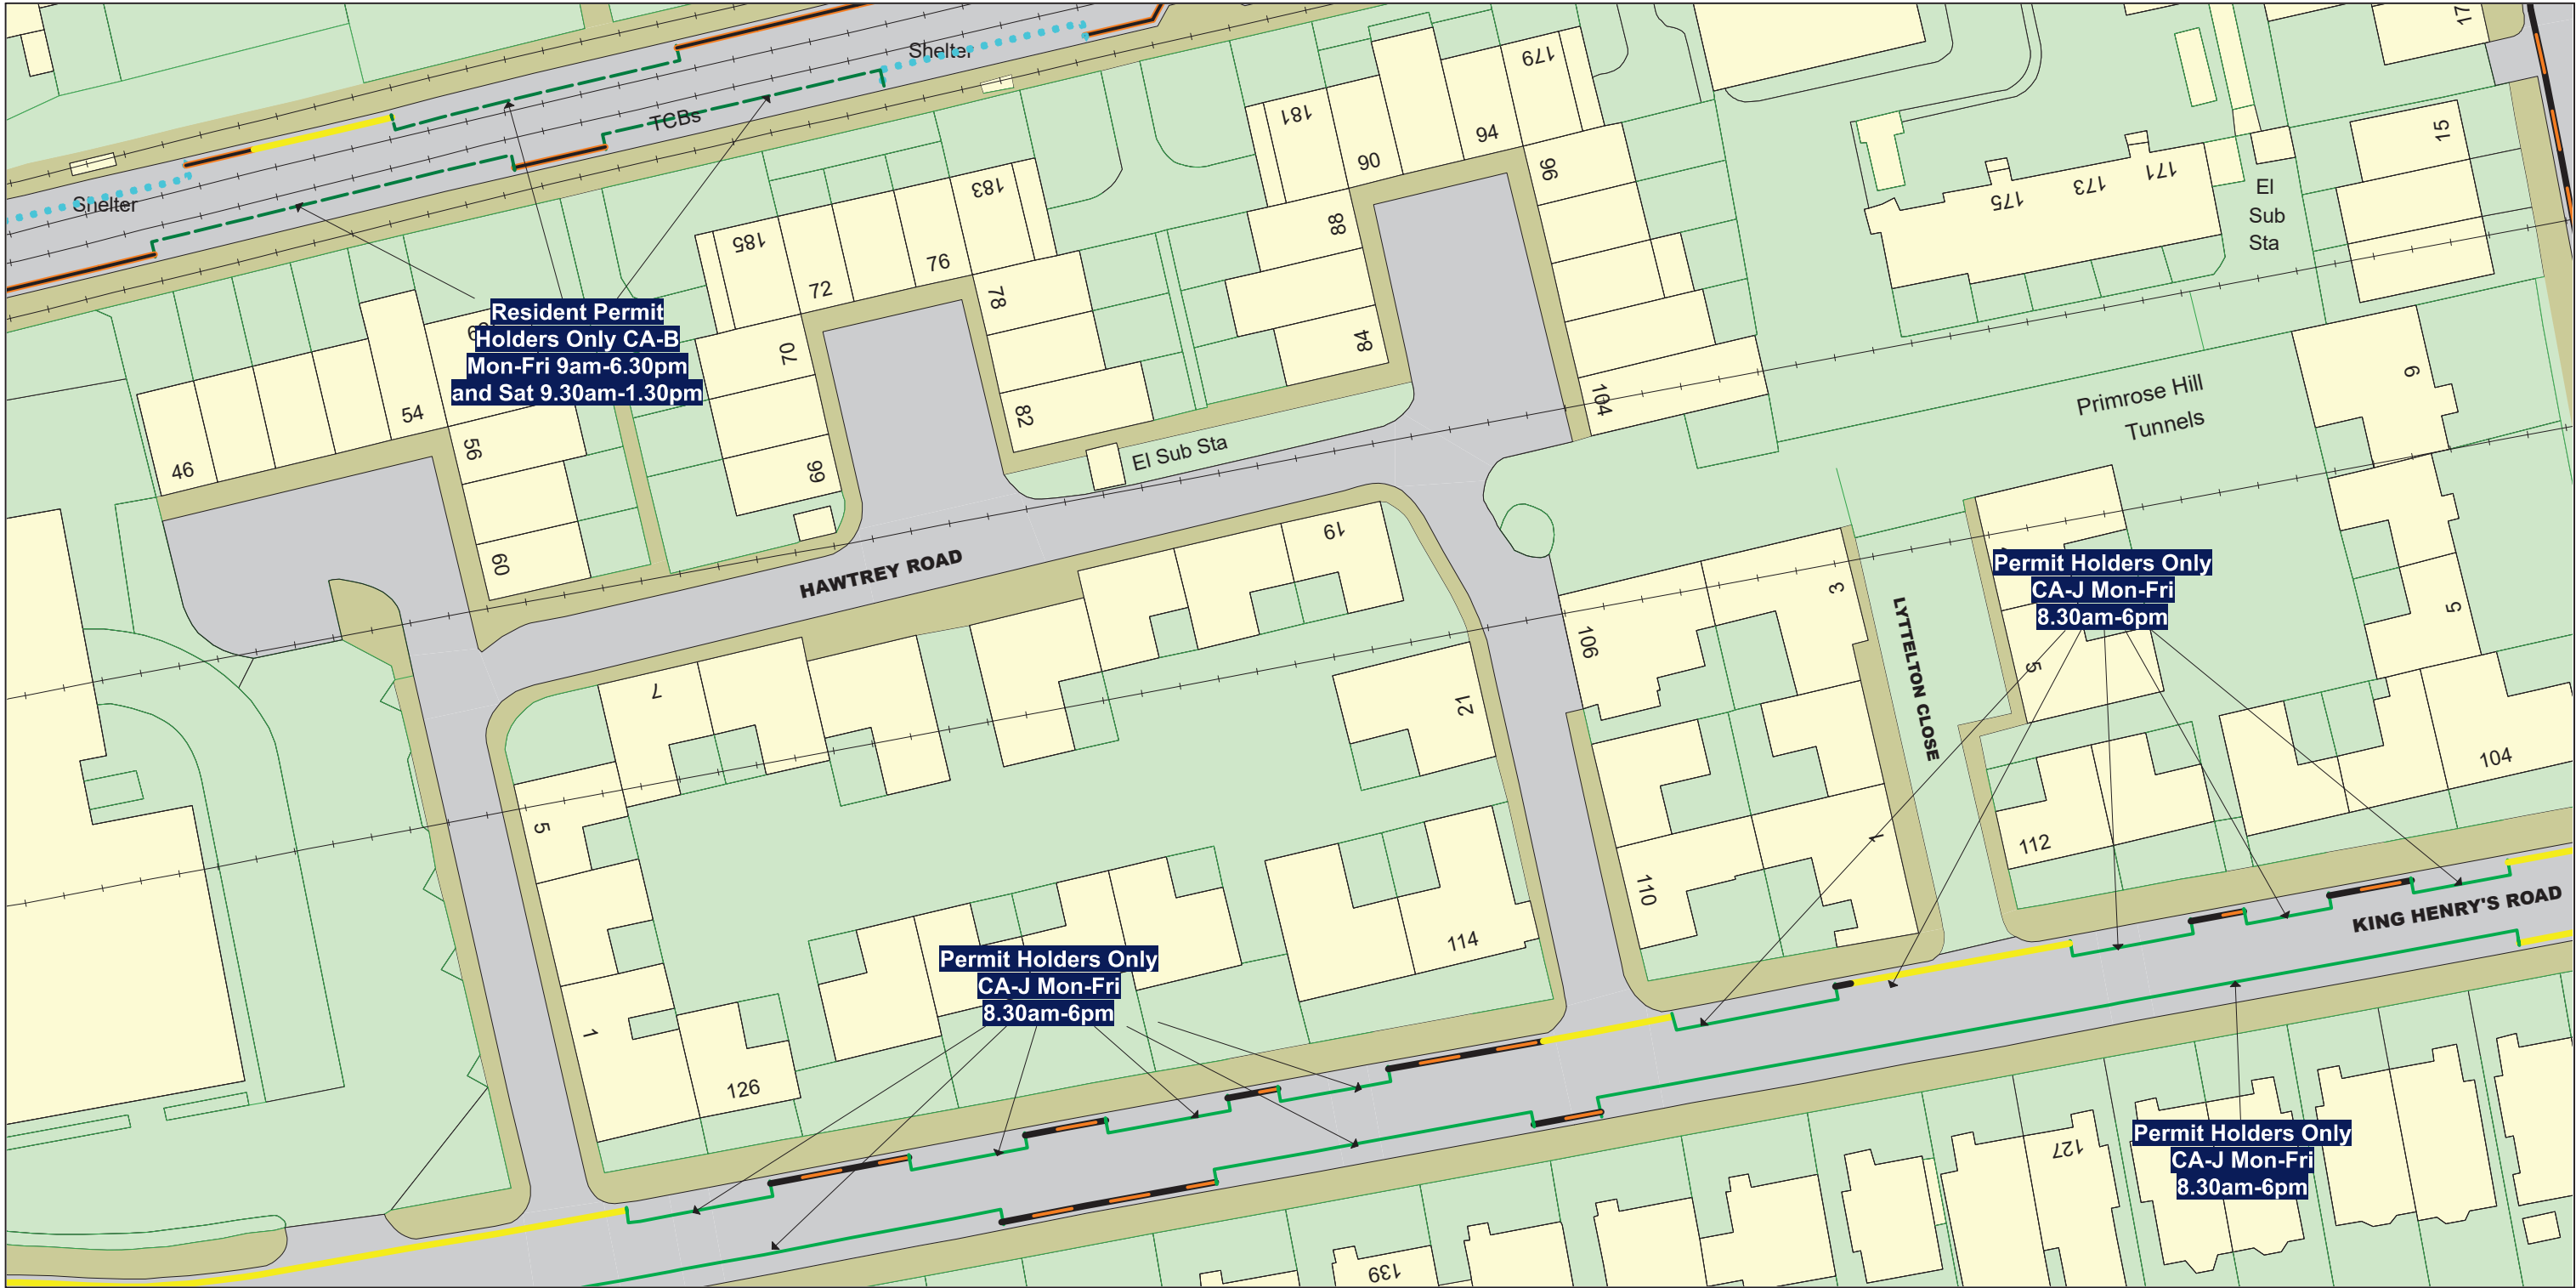 Shelter
TCBs
Shelter
179
181
94
90
96
17
15
175
173
171
El
Sub
Sta
183
185
76
72
88
78
84
70
82
El Sub Sta
104
Primrose Hill
Tunnels
9
Resident Permit
Holders Only CA-B
Mon-Fri 9am-6.30pm
and Sat 9.30am-1.30pm
54
46
56
60
66
HAWTREY ROAD
19
7
21
5
106
3
LYTTELTON CLOSE
Permit Holders Only
CA-J Mon-Fri
8.30am-6pm
5
5
104
112
1
110
114
KING HENRY'S ROAD
Permit Holders Only
CA-J Mon-Fri
8.30am-6pm
1
126
127
139
Permit Holders Only
CA-J Mon-Fri
8.30am-6pm